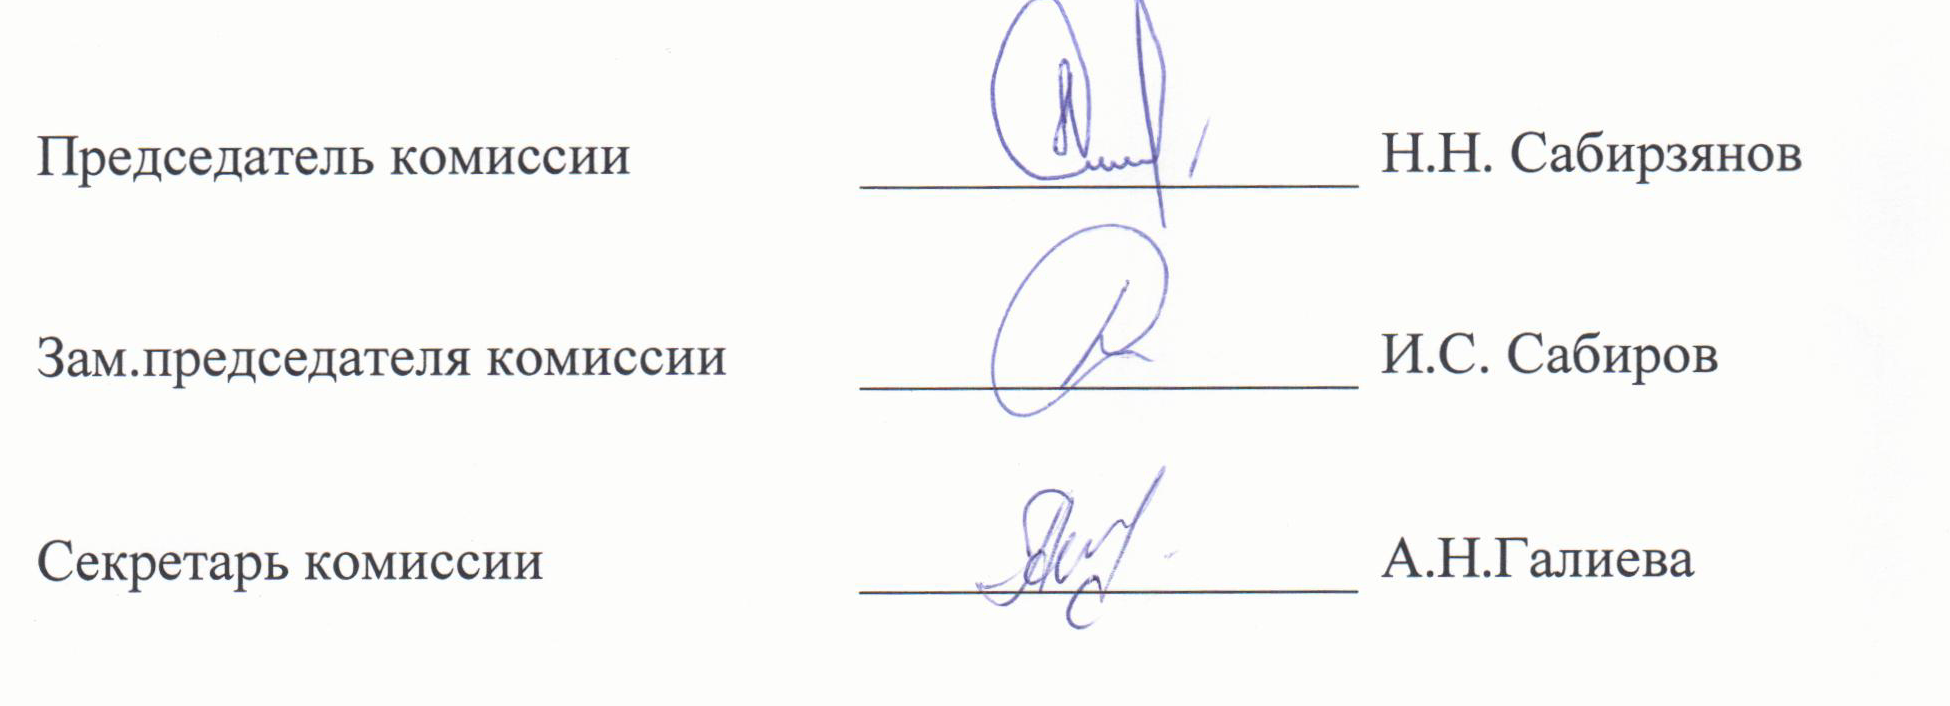 Председатель комиссии Н.Н. Сабирзянов
Зам.председателя комиссии И.С. Сабиров
Секретарь комиссии А.Н.Галиева